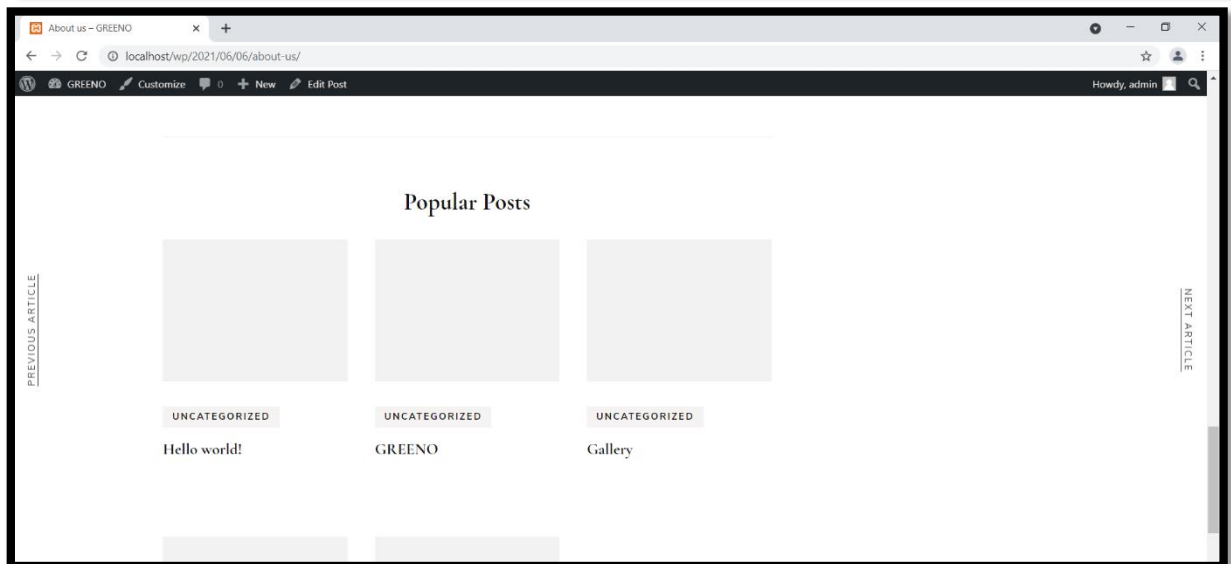 About us – GREENO
localhost/wp/2021/06/06/about-us/
GREENO Customize 0 New Edit Post Howdy, admin
Popular Posts
PREVIOUS ARTICLE
NEXT ARTICLE
UNCATEGORIZED UNCATEGORIZED UNCATEGORIZED
Hello world! GREENO Gallery